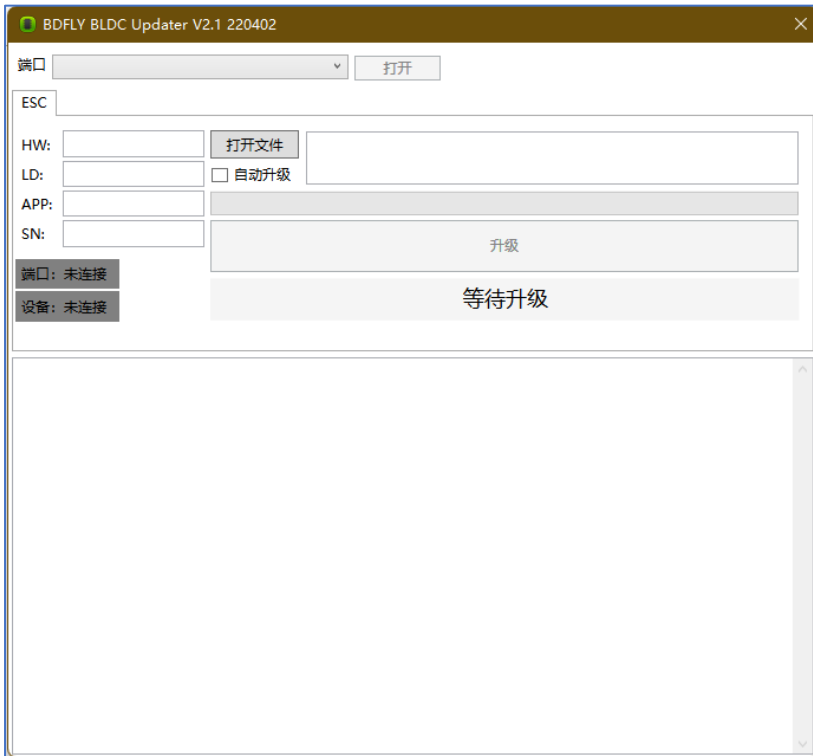 BDFLY BLDC Updater V2.1 220402
端口 打开
ESC
HW: 打开文件
LD: 自动升级
APP:
SN:
升级
端口：未连接
设备：未连接
等待升级